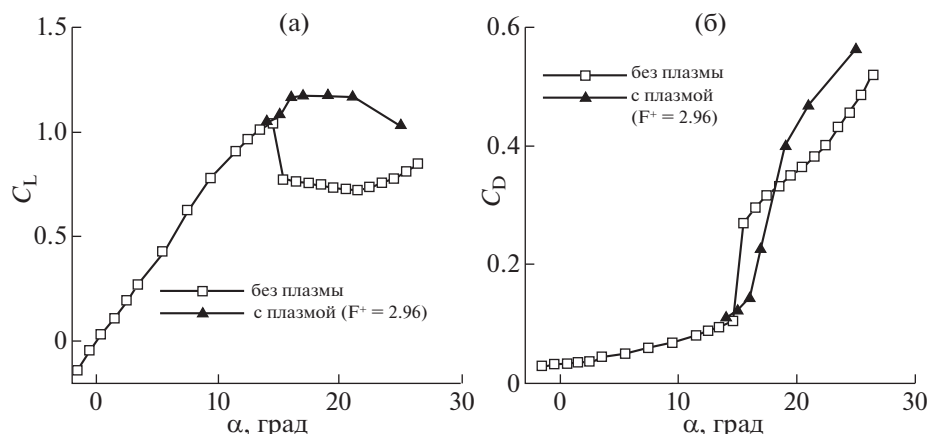 (а)
1.5
1.0
0.5
0
C_L
без плазмы
с плазмой (F⁺ = 2.96)
0
10
20
30
α, град
(б)
0.6
0.4
0.2
0
C_D
без плазмы
с плазмой
(F⁺ = 2.96)
0
10
20
30
α, град